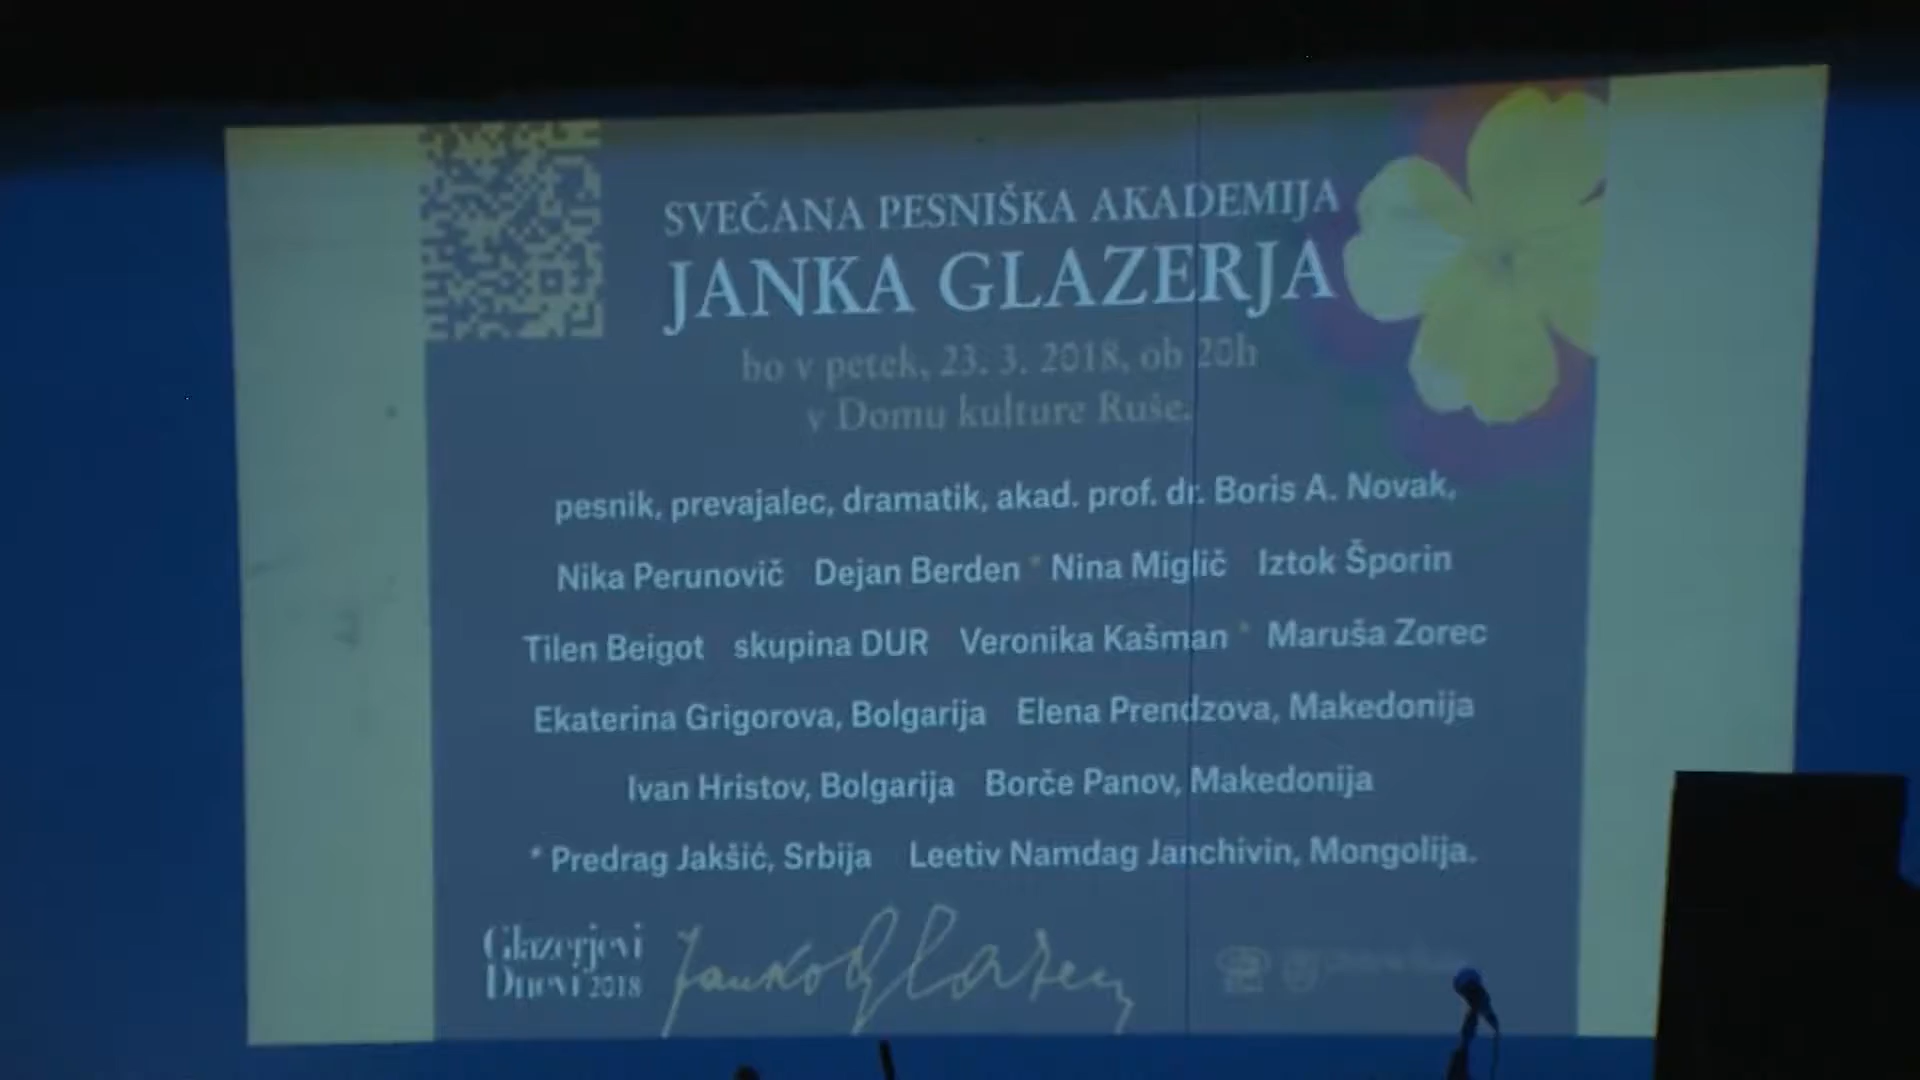 SVEČANA PESNIŠKA AKADEMIJA
JANKA GLAZERJA
bo v petek, 23. 3. 2018, ob 20h
v Domu kulture Ruše.
pesnik, prevajalec, dramatik, akad. prof. dr. Boris A. Novak,
Nika Perunovič Dejan Berden * Nina Miglič Iztok Šporin
Tilen Beigot skupina DUR Veronika Kašman * Maruša Zorec
Ekaterina Grigorova, Bolgarija Elena Prendzova, Makedonija
Ivan Hristov, Bolgarija Borče Panov, Makedonija
* Predrag Jakšić, Srbija Leetiv Namdag Janchivin, Mongolija.
Glazerjevi
Dnevi 2018
Janko Glazer